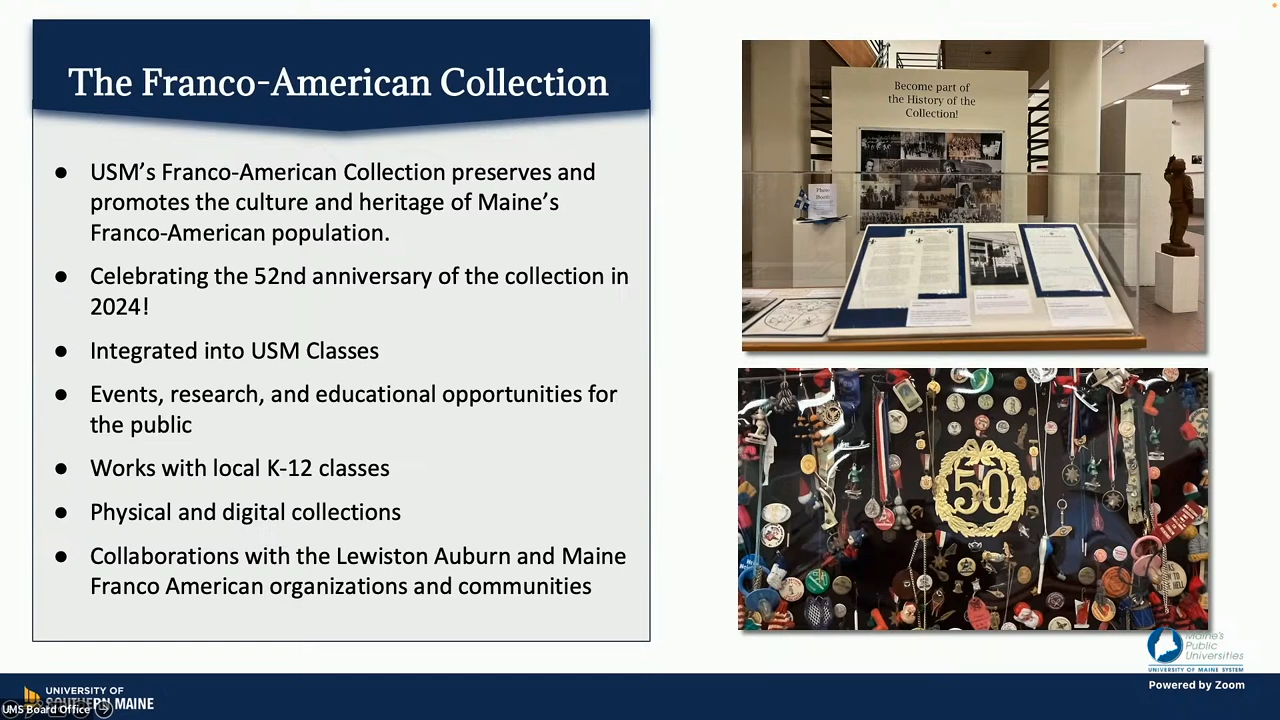 The Franco-American Collection
● USM’s Franco-American Collection preserves and
promotes the culture and heritage of Maine’s
Franco-American population.
● Celebrating the 52nd anniversary of the collection in
2024!
● Integrated into USM Classes
● Events, research, and educational opportunities for
the public
● Works with local K-12 classes
● Physical and digital collections
● Collaborations with the Lewiston Auburn and Maine
Franco American organizations and communities
Become part of
the History of the
Collection!
Photo
Booth
50
Maine's
Public
Universities
UNIVERSITY OF MAINE SYSTEM
Powered by Zoom
UNIVERSITY OF
SOUTHERN MAINE
UMS Board Office